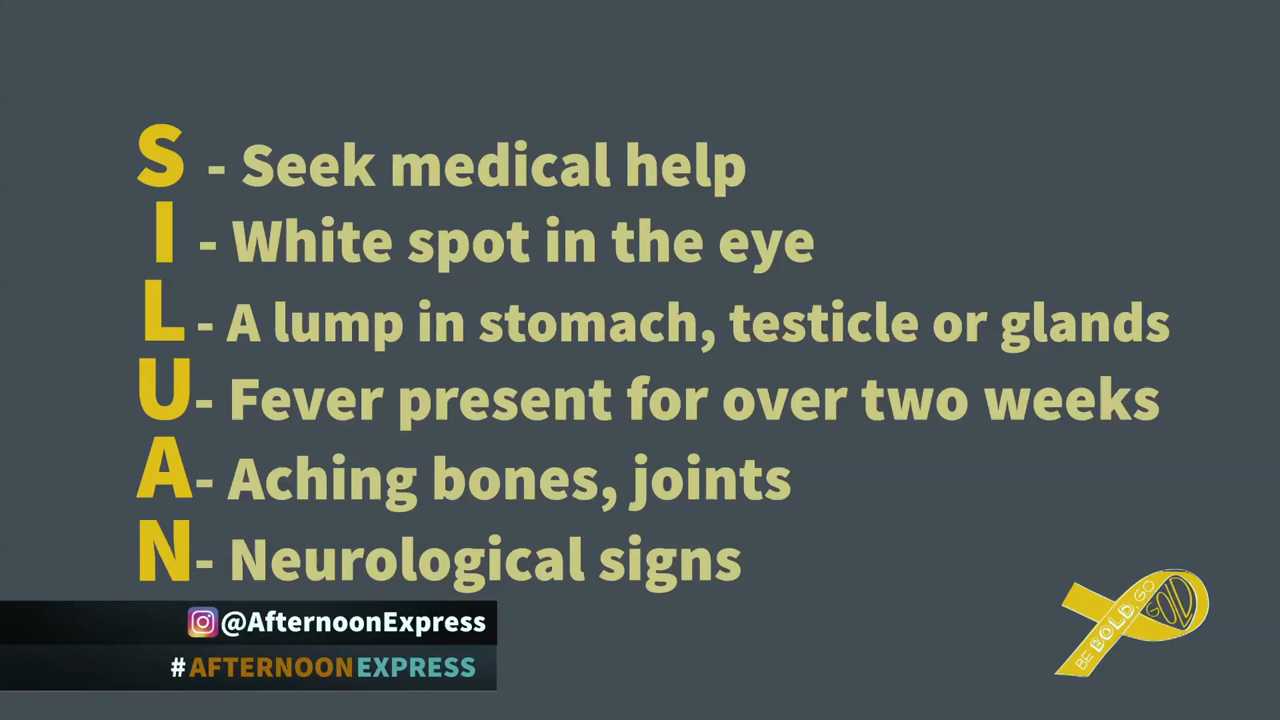 S - Seek medical help
I - White spot in the eye
L - A lump in stomach, testicle or glands
U - Fever present for over two weeks
A - Aching bones, joints
N - Neurological signs
@AfternoonExpress
#AFTERNOONEXPRESS
BE BOLD, GO GOLD